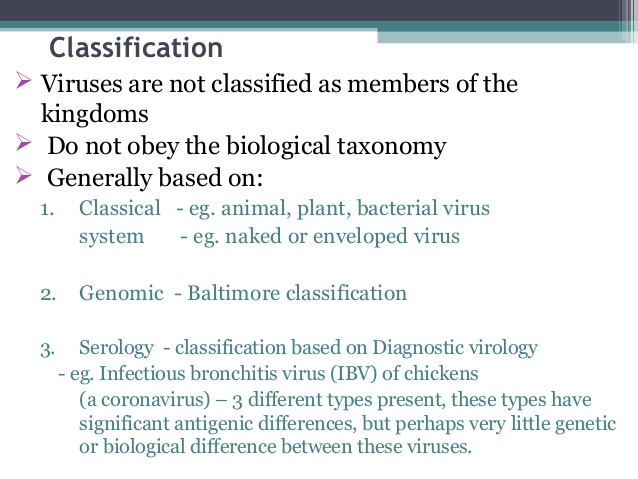 Classification
Viruses are not classified as members of the
kingdoms
Do not obey the biological taxonomy
Generally based on:
1. Classical - eg. animal, plant, bacterial virus
system - eg. naked or enveloped virus
2. Genomic - Baltimore classification
3. Serology - classification based on Diagnostic virology
- eg. Infectious bronchitis virus (IBV) of chickens
(a coronavirus) – 3 different types present, these types have
significant antigenic differences, but perhaps very little genetic
or biological difference between these viruses.